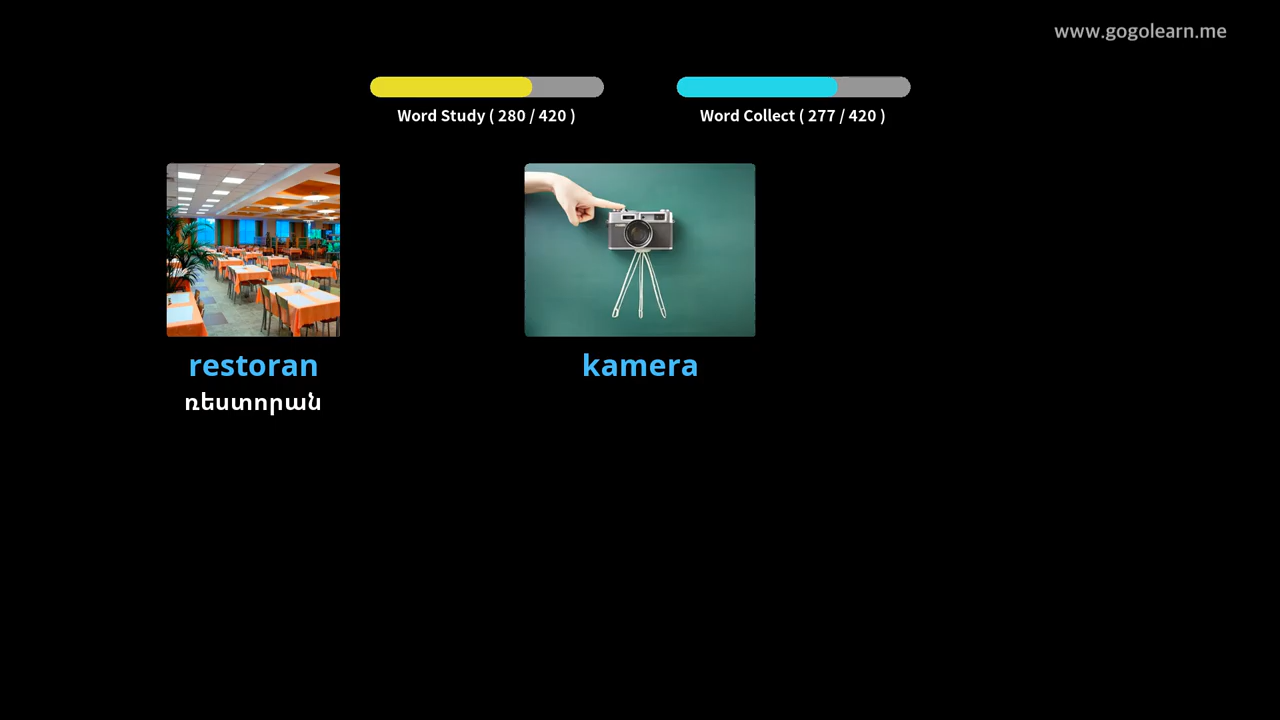 www.gogolearn.me
Word Study ( 280 / 420 )
Word Collect ( 277 / 420 )
restoran
ռեստորան
kamera